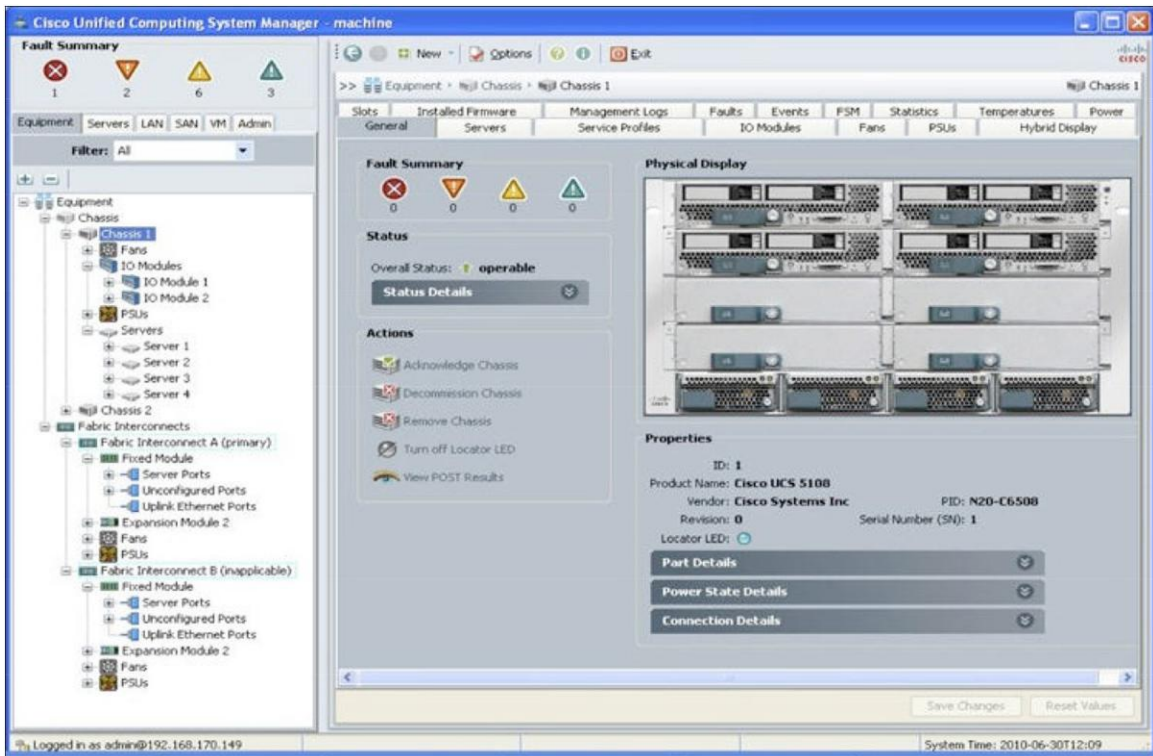 Cisco Unified Computing System Manager - machine
Fault Summary
1 2 6 3
Equipment Servers LAN SAN VM Admin
Filter: All
Equipment
Chassis
Chassis 1
Fans
IO Modules
IO Module 1
IO Module 2
PSUs
Servers
Server 1
Server 2
Server 3
Server 4
Chassis 2
Fabric Interconnects
Fabric Interconnect A (primary)
Fixed Module
Server Ports
Unconfigured Ports
Uplink Ethernet Ports
Expansion Module 2
Fans
PSUs
Fabric Interconnect B (inapplicable)
Fixed Module
Server Ports
Unconfigured Ports
Uplink Ethernet Ports
Expansion Module 2
Fans
PSUs
New Options Exit
CISCO
>> Equipment Chassis Chassis 1 Chassis 1
Slots Installed Firmware Management Logs Faults Events FSM Statistics Temperatures Power
General Servers Service Profiles IO Modules Fans PSUs Hybrid Display
Fault Summary
0 0 0 0
Status
Overall Status: operable
Status Details
Actions
Acknowledge Chassis
Decommission Chassis
Remove Chassis
Turn off Locator LED
View POST Results
Physical Display
Properties
ID: 1
Product Name: Cisco UCS 5108
Vendor: Cisco Systems Inc PID: N20-C6508
Revision: 0 Serial Number (SN): 1
Locator LED:
Part Details
Power State Details
Connection Details
Save Changes Reset Values
Logged in as admin@192.168.170.149 System Time: 2010-06-30T12:09